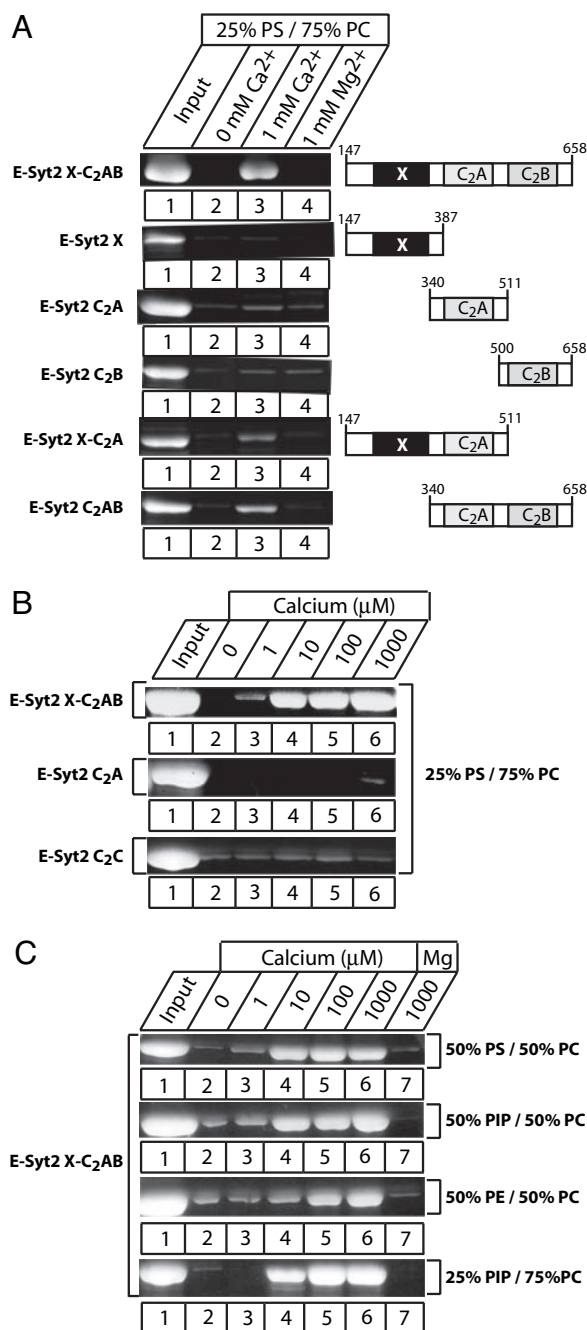 A
25% PS / 75% PC
Input
0 mM Ca2+
1 mM Ca2+
1 mM Mg2+
E-Syt2 X-C2AB
1 2 3 4
147 658
X C2A C2B
E-Syt2 X
1 2 3 4
147 387
X
E-Syt2 C2A
1 2 3 4
340 511
C2A
E-Syt2 C2B
1 2 3 4
500 658
C2B
E-Syt2 X-C2A
1 2 3 4
147 511
X C2A
E-Syt2 C2AB
1 2 3 4
340 658
C2A C2B
B
Calcium (μM)
Input 0 1 10 100 1000
E-Syt2 X-C2AB
1 2 3 4 5 6
E-Syt2 C2A
25% PS / 75% PC
1 2 3 4 5 6
E-Syt2 C2C
1 2 3 4 5 6
C
Calcium (μM) Mg
Input 0 1 10 100 1000 1000
50% PS / 50% PC
1 2 3 4 5 6 7
50% PIP / 50% PC
1 2 3 4 5 6 7
E-Syt2 X-C2AB
50% PE / 50% PC
1 2 3 4 5 6 7
25% PIP / 75%PC
1 2 3 4 5 6 7